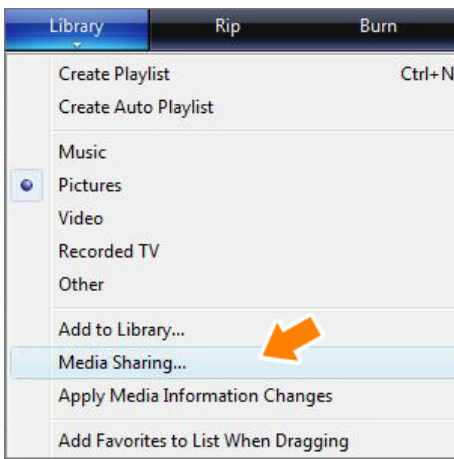 Library Rip Burn
Create Playlist Ctrl+N
Create Auto Playlist
Music
Pictures
Video
Recorded TV
Other
Add to Library...
Media Sharing...
Apply Media Information Changes
Add Favorites to List When Dragging